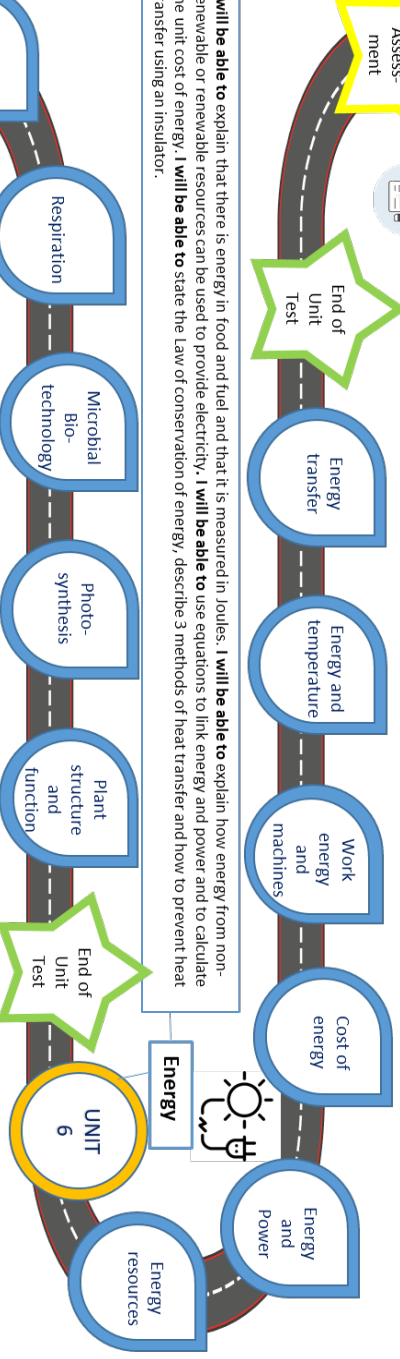 Assess-
ment
End of
Unit
Test
Energy
transfer
Energy and
temperature
Work
energy
and
machines
Cost of
energy
Energy
and
Power
will be able to explain that there is energy in food and fuel and that it is measured in Joules. I will be able to explain how energy from non-
enewable or renewable resources can be used to provide electricity. I will be able to use equations to link energy and power and to calculate
he unit cost of energy. I will be able to state the Law of conservation of energy, describe 3 methods of heat transfer and how to prevent heat
ransfer using an insulator.
Energy
Respiration
Microbial
Bio-
technology
Photo-
synthesis
Plant
structure
and
function
End of
Unit
Test
UNIT
6
Energy
resources